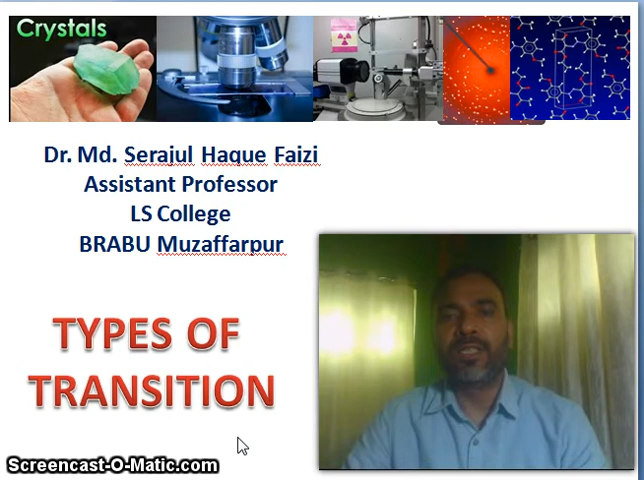 Crystals
Dr. Md. Serajul Haque Faizi
Assistant Professor
LS College
BRABU Muzaffarpur
TYPES OF
TRANSITION
Screencast-O-Matic.com